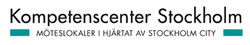 Kompetenscenter Stockholm
MÖTESLOKALER I HJÄRTAT AV STOCKHOLM CITY